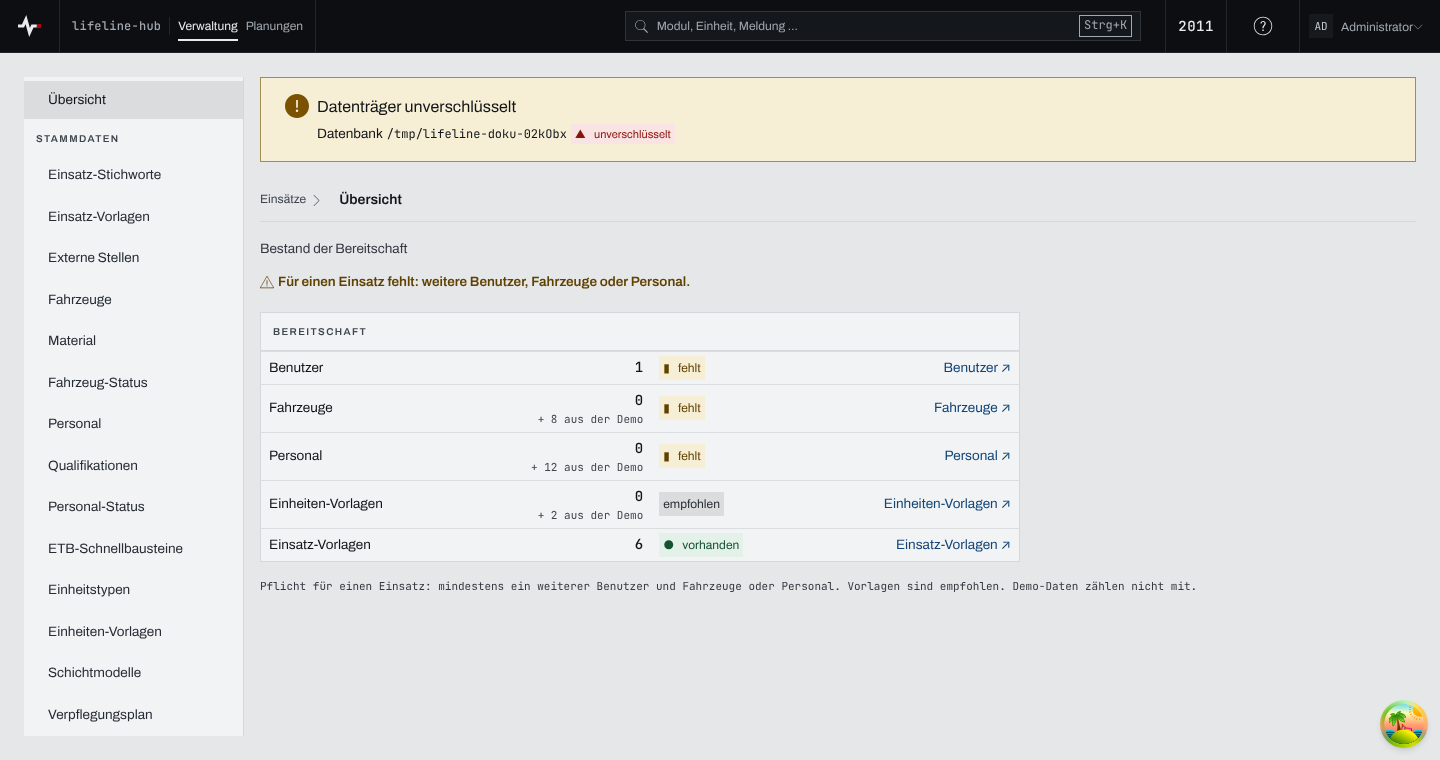 lifeline-hub Verwaltung Planungen Modul, Einheit, Meldung ... Strg+K 2011 ? AD Administrator
Übersicht
STAMMDATEN
Einsatz-Stichworte
Einsatz-Vorlagen
Externe Stellen
Fahrzeuge
Material
Fahrzeug-Status
Personal
Qualifikationen
Personal-Status
ETB-Schnellbausteine
Einheitstypen
Einheiten-Vorlagen
Schichtmodelle
Verpflegungsplan
Datenträger unverschlüsselt
Datenbank /tmp/lifeline-doku-02kObx unverschlüsselt
Einsätze Übersicht
Bestand der Bereitschaft
Für einen Einsatz fehlt: weitere Benutzer, Fahrzeuge oder Personal.
BEREITSCHAFT
Benutzer 1 fehlt Benutzer
Fahrzeuge 0 fehlt Fahrzeuge
+ 8 aus der Demo
Personal 0 fehlt Personal
+ 12 aus der Demo
Einheiten-Vorlagen 0 empfohlen Einheiten-Vorlagen
+ 2 aus der Demo
Einsatz-Vorlagen 6 vorhanden Einsatz-Vorlagen
Pflicht für einen Einsatz: mindestens ein weiterer Benutzer und Fahrzeuge oder Personal. Vorlagen sind empfohlen. Demo-Daten zählen nicht mit.